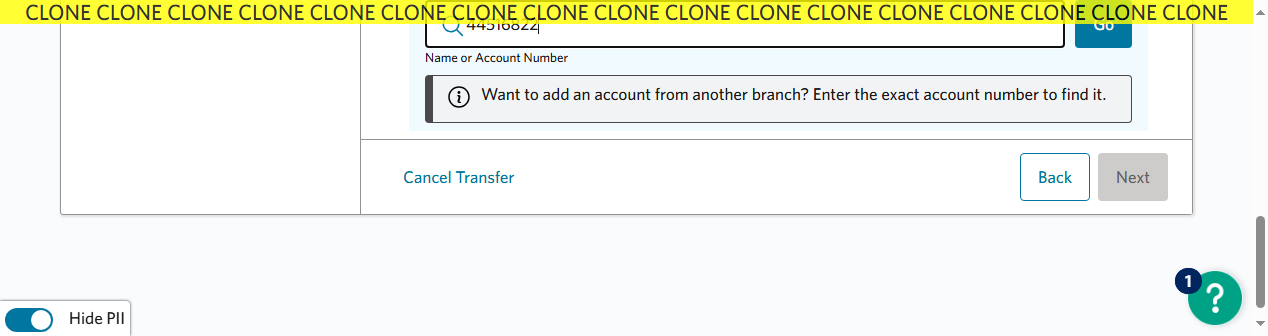 CLONE CLONE CLONE CLONE CLONE CLONE CLONE CLONE CLONE CLONE CLONE CLONE CLONE CLONE CLONE CLONE CLONE
44516822
Go
Name or Account Number
Want to add an account from another branch? Enter the exact account number to find it.
Cancel Transfer
Back
Next
1
?
Hide PII